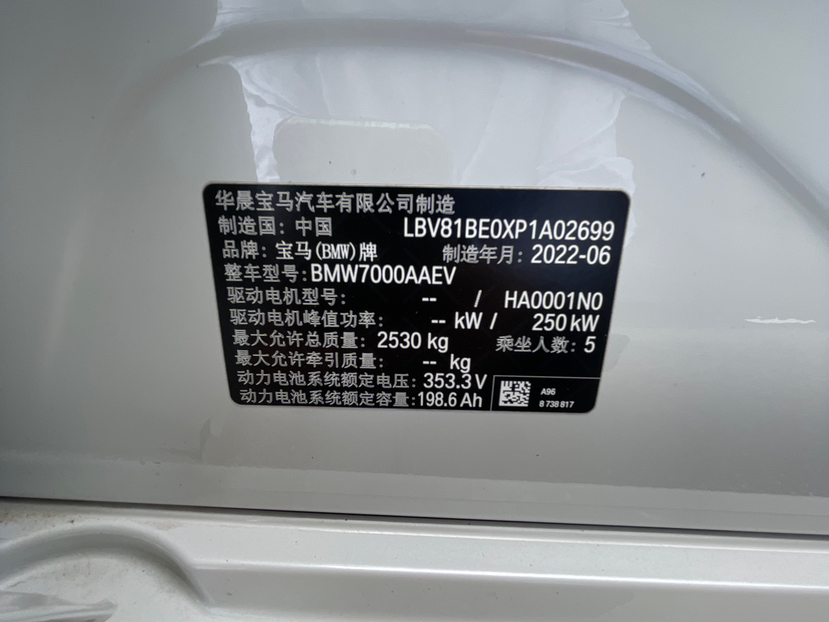 华晨宝马汽车有限公司制造
制造国：中国 LBV81BE0XP1A02699
品牌：宝马(BMW)牌 制造年月：2022-06
整车型号：BMW7000AAEV
驱动电机型号： -- / HA0001N0
驱动电机峰值功率： -- kW / 250 kW
最大允许总质量： 2530 kg 乘坐人数：5
最大允许牵引质量： -- kg
动力电池系统额定电压：353.3 V
动力电池系统额定容量：198.6 Ah
A96
8 738 817